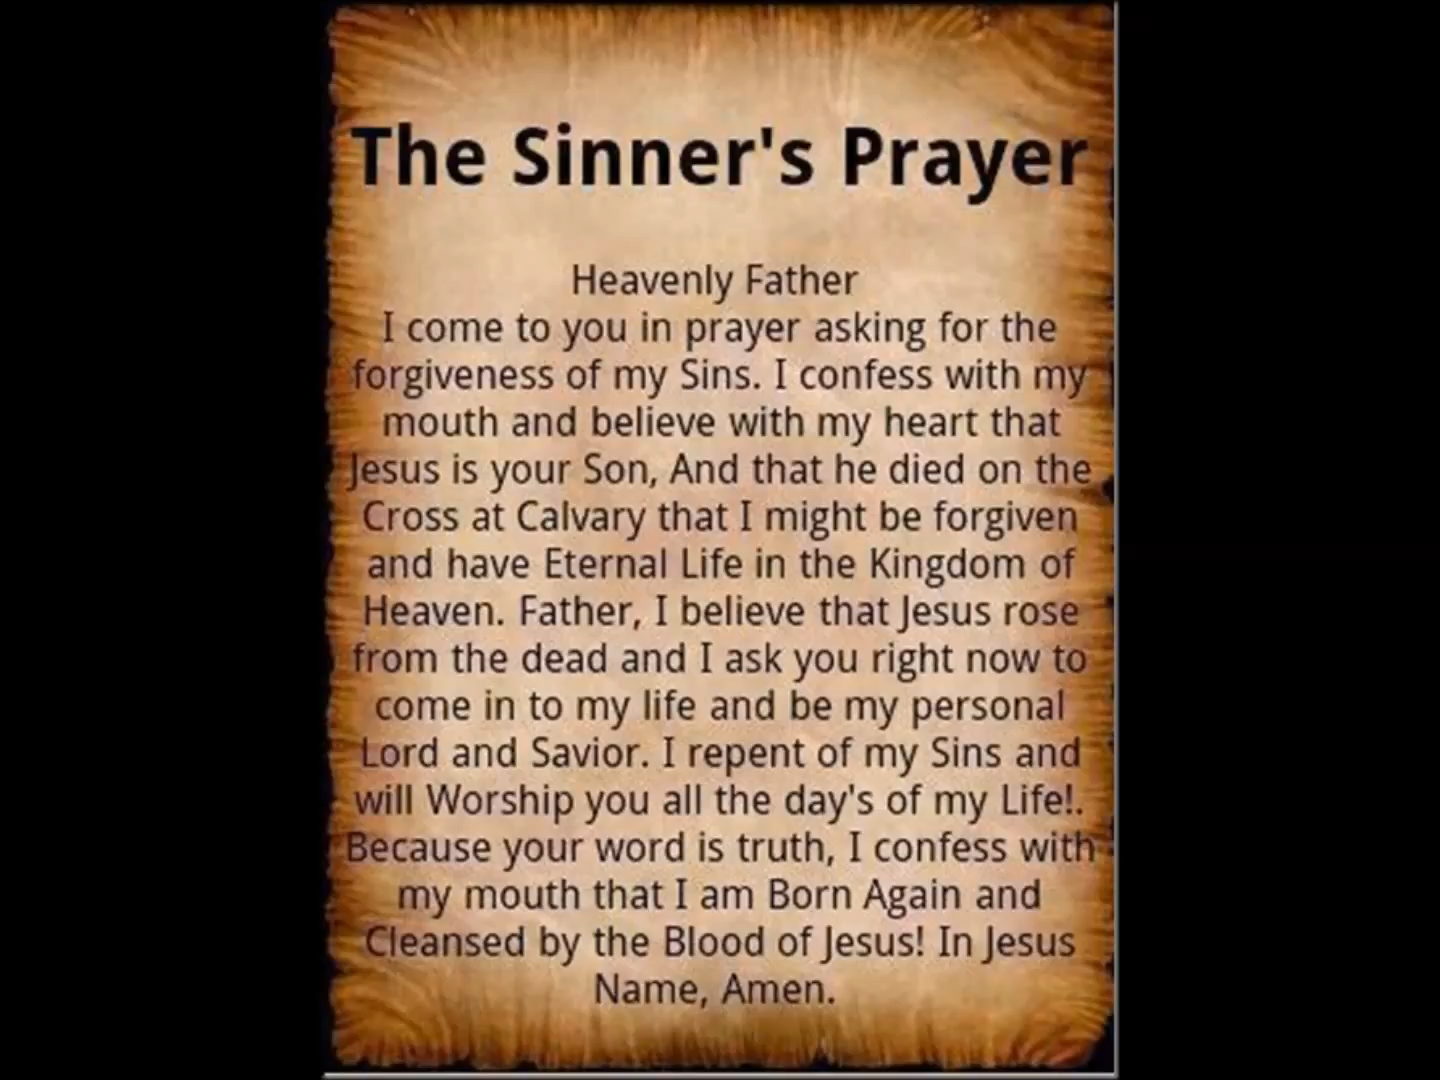 The Sinner's Prayer
Heavenly Father
I come to you in prayer asking for the
forgiveness of my Sins. I confess with my
mouth and believe with my heart that
Jesus is your Son, And that he died on the
Cross at Calvary that I might be forgiven
and have Eternal Life in the Kingdom of
Heaven. Father, I believe that Jesus rose
from the dead and I ask you right now to
come in to my life and be my personal
Lord and Savior. I repent of my Sins and
will Worship you all the day's of my Life!.
Because your word is truth, I confess with
my mouth that I am Born Again and
Cleansed by the Blood of Jesus! In Jesus
Name, Amen.